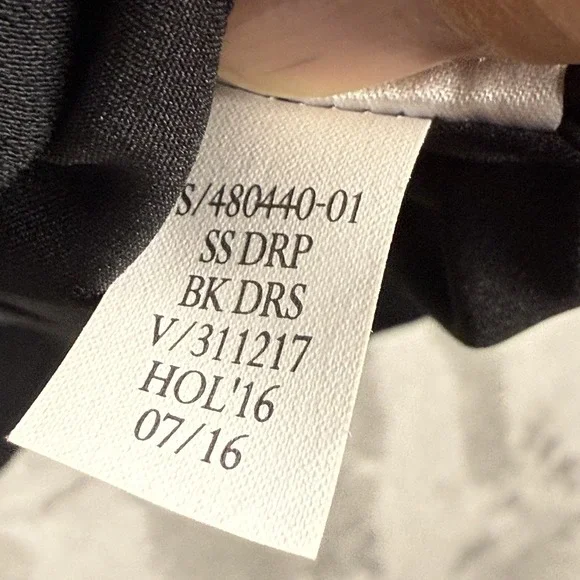 S/480440-01
SS DRP
BK DRS
V/311217
HOL'16
07/16